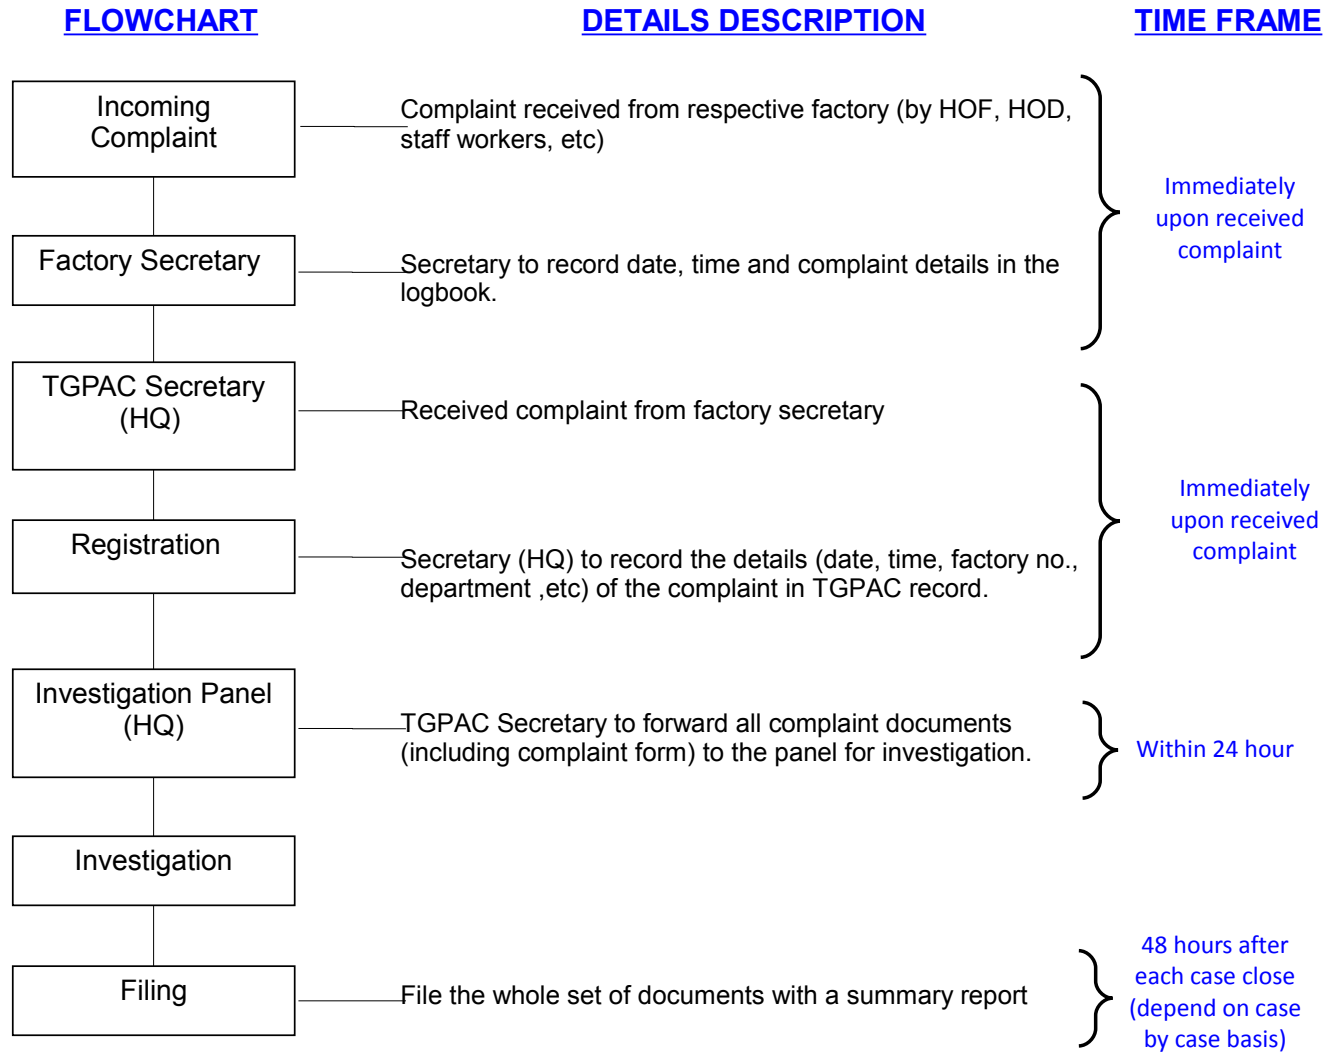 FLOWCHART
DETAILS DESCRIPTION
TIME FRAME
Incoming
Complaint
Complaint received from respective factory (by HOF, HOD,
staff workers, etc)
Immediately
upon received
complaint
Factory Secretary
Secretary to record date, time and complaint details in the
logbook.
TGPAC Secretary
(HQ)
Received complaint from factory secretary
Immediately
upon received
complaint
Registration
Secretary (HQ) to record the details (date, time, factory no.,
department ,etc) of the complaint in TGPAC record.
Investigation Panel
(HQ)
TGPAC Secretary to forward all complaint documents
(including complaint form) to the panel for investigation.
Within 24 hour
Investigation
Filing
File the whole set of documents with a summary report
48 hours after
each case close
(depend on case
by case basis)